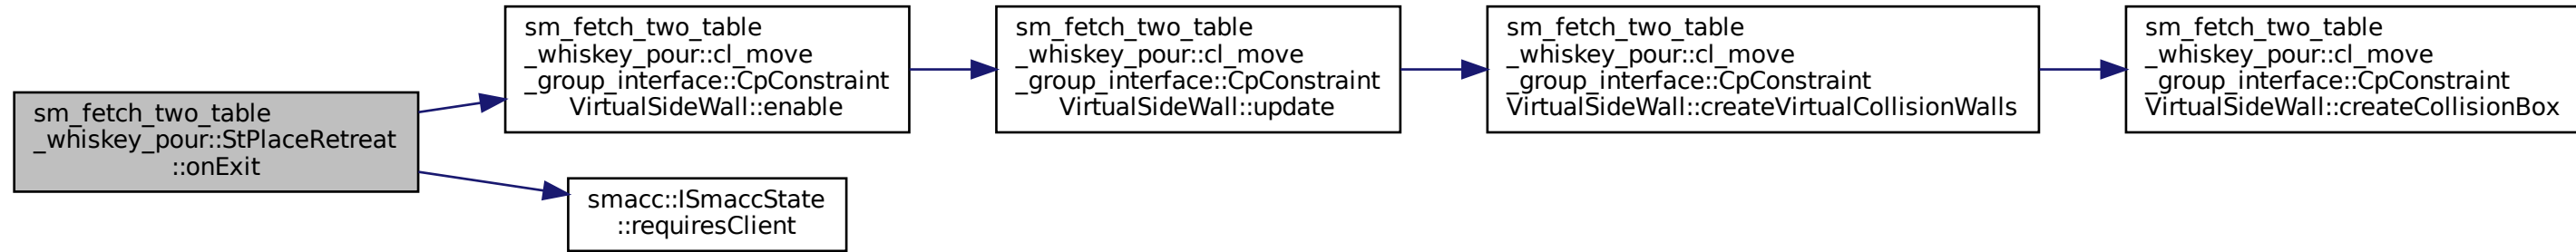 sm_fetch_two_table
_whiskey_pour::StPlaceRetreat
::onExit
sm_fetch_two_table
_whiskey_pour::cl_move
_group_interface::CpConstraint
VirtualSideWall::enable
sm_fetch_two_table
_whiskey_pour::cl_move
_group_interface::CpConstraint
VirtualSideWall::update
sm_fetch_two_table
_whiskey_pour::cl_move
_group_interface::CpConstraint
VirtualSideWall::createVirtualCollisionWalls
sm_fetch_two_table
_whiskey_pour::cl_move
_group_interface::CpConstraint
VirtualSideWall::createCollisionBox
smacc::ISmaccState
::requiresClient